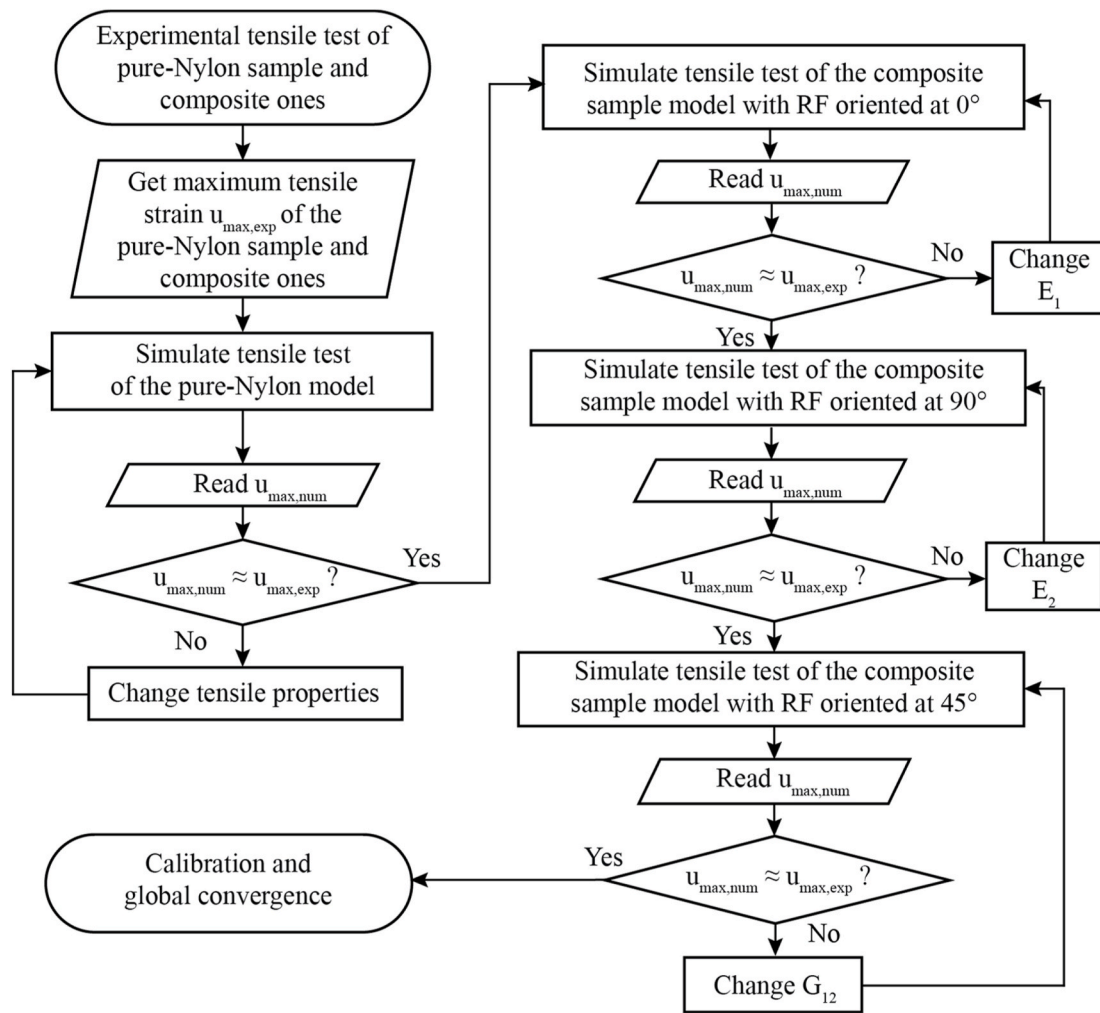 Experimental tensile test of
pure-Nylon sample and
composite ones
Get maximum tensile
strain u_max,exp of the
pure-Nylon sample and
composite ones
Simulate tensile test
of the pure-Nylon model
Read u_max,num
u_max,num ≈ u_max,exp ?
Yes
No
Change tensile properties
Simulate tensile test of the composite
sample model with RF oriented at 0°
Read u_max,num
u_max,num ≈ u_max,exp ?
No
Change
E_1
Yes
Simulate tensile test of the composite
sample model with RF oriented at 90°
Read u_max,num
u_max,num ≈ u_max,exp ?
No
Change
E_2
Yes
Simulate tensile test of the composite
sample model with RF oriented at 45°
Read u_max,num
u_max,num ≈ u_max,exp ?
Yes
No
Change G_12
Calibration and
global convergence